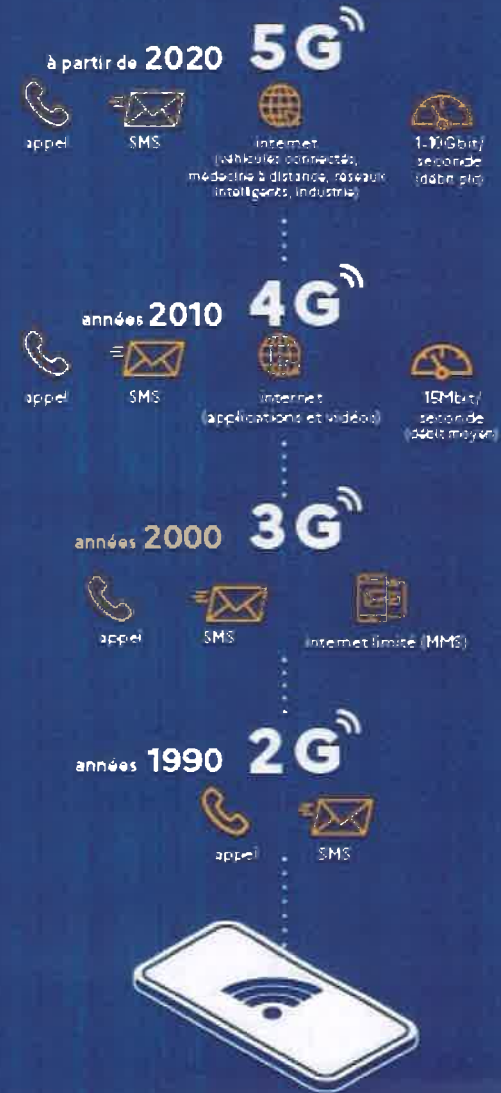 à partir de 2020 5G
appel
SMS
internet
(véhicules connectés,
médecine à distance, réseaux
intelligents, industrie)
1-10Gbit/
seconde
(débit pic)
années 2010 4G
appel
SMS
internet
(applications et vidéos)
15Mbit/
seconde
(débit moyen)
années 2000 3G
appel
SMS
internet limité (MMS)
années 1990 2G
appel
SMS